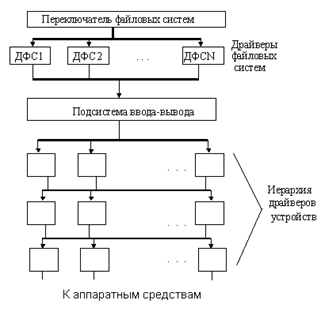 Переключатель файловых систем
ДФС1 ДФС2 . . . ДФСN
Драйверы
файловых
систем
Подсистема ввода-вывода
. . .
Иерархия
драйверов
устройств
. . .
. . .
К аппаратным средствам